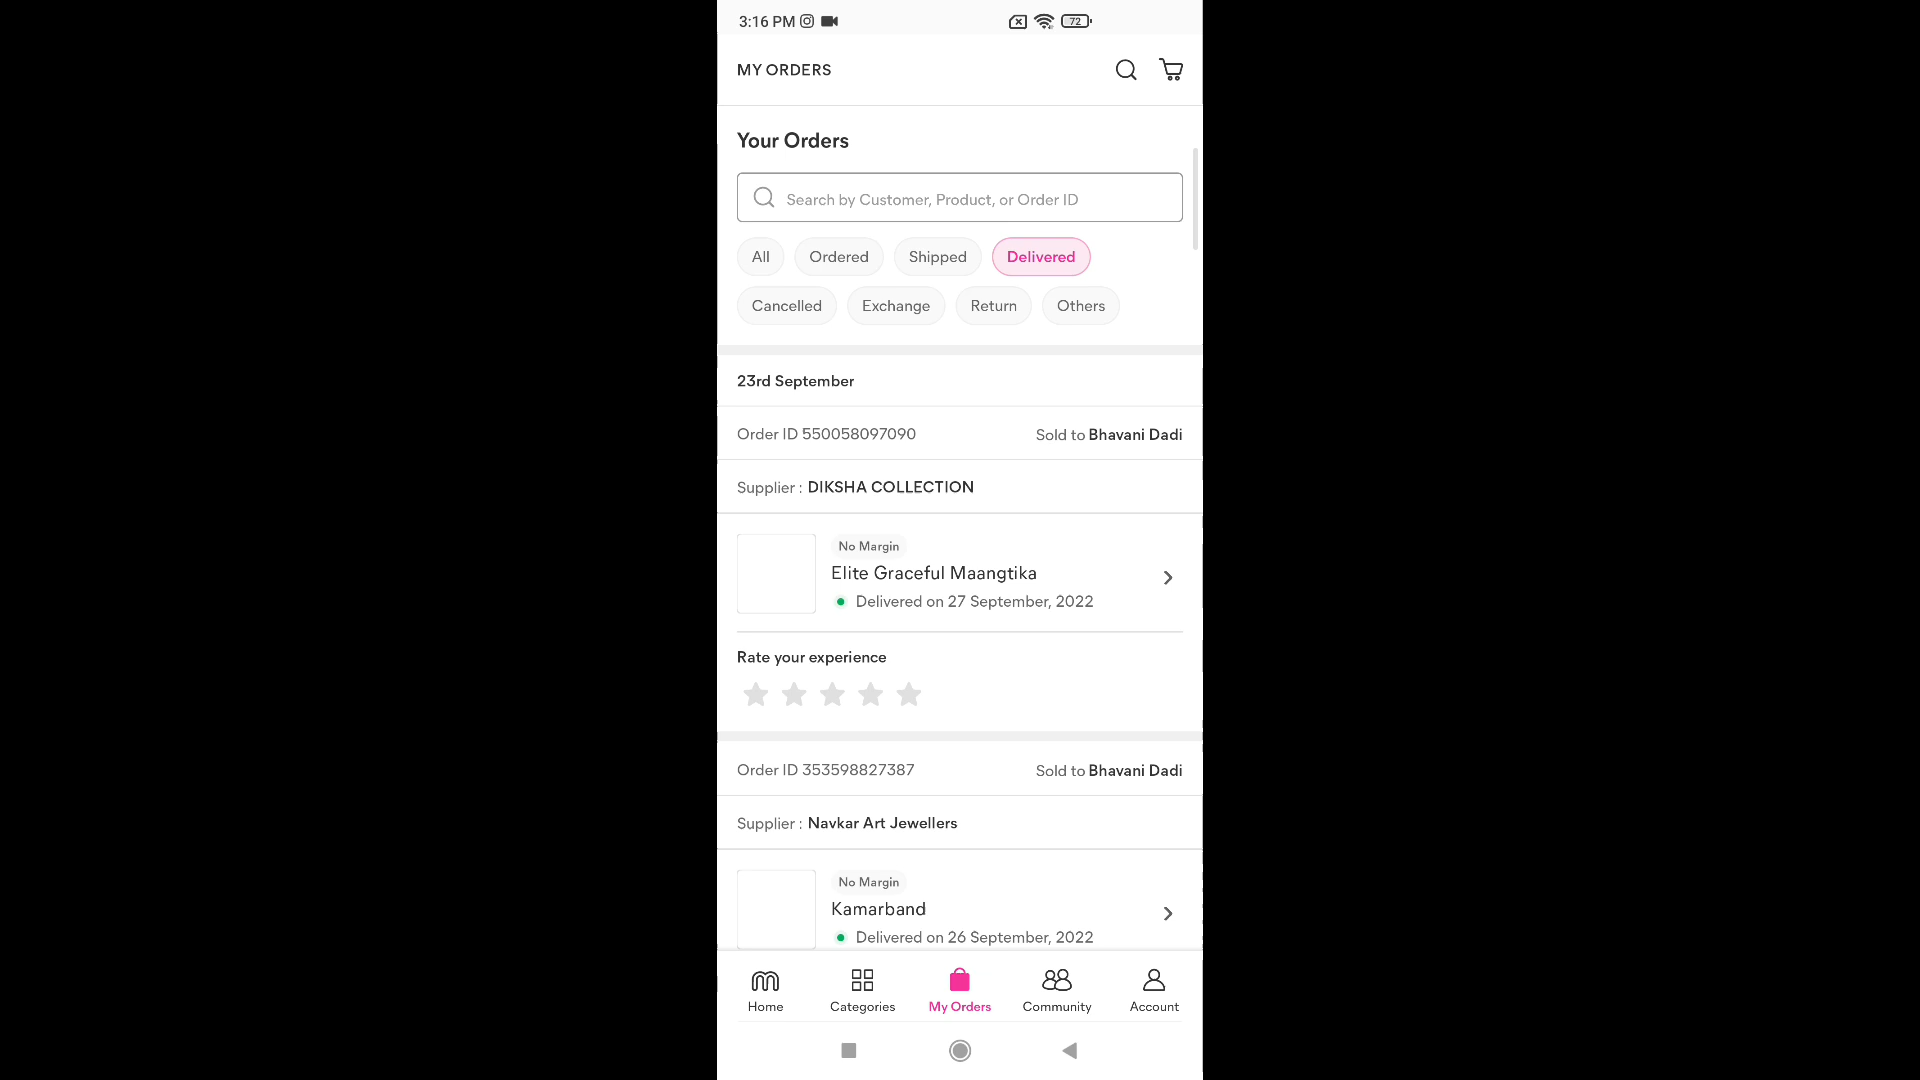 3:16 PM
72
MY ORDERS
Your Orders
Search by Customer, Product, or Order ID
All Ordered Shipped Delivered
Cancelled Exchange Return Others
23rd September
Order ID 550058097090 Sold to Bhavani Dadi
Supplier : DIKSHA COLLECTION
No Margin
Elite Graceful Maangtika
Delivered on 27 September, 2022
Rate your experience
Order ID 353598827387 Sold to Bhavani Dadi
Supplier : Navkar Art Jewellers
No Margin
Kamarband
Delivered on 26 September, 2022
Home Categories My Orders Community Account